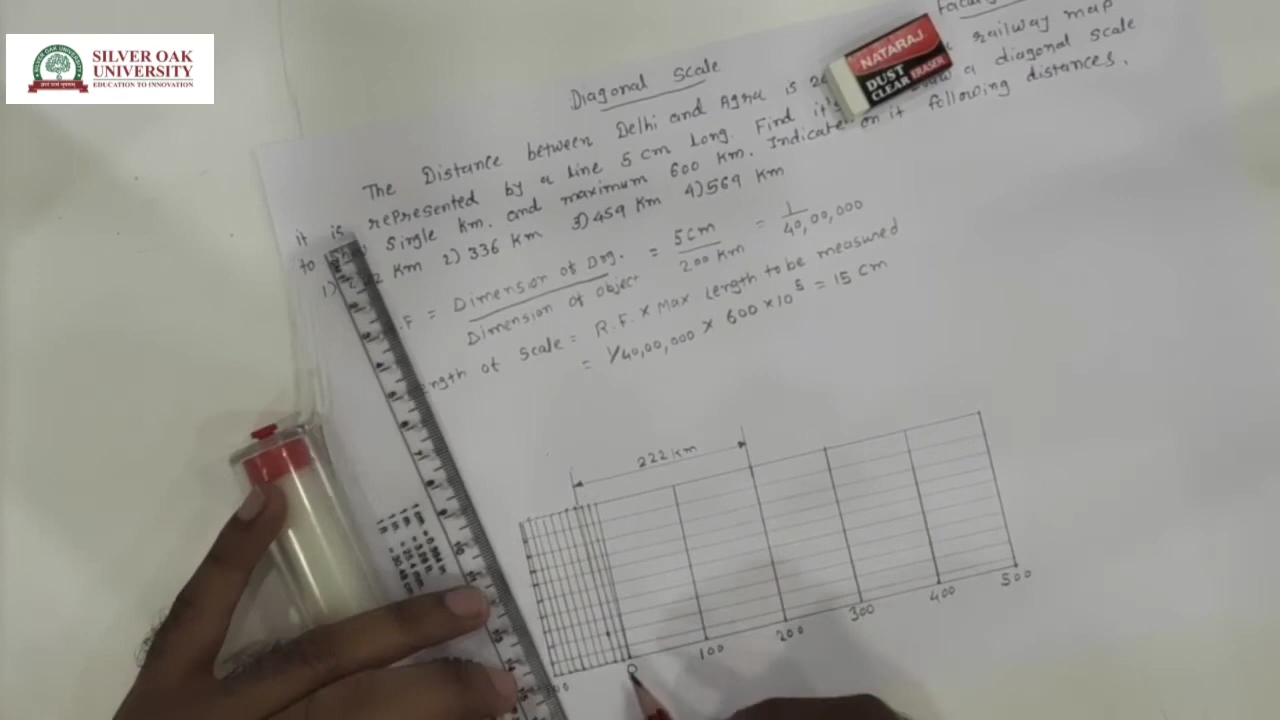 SILVER OAK
UNIVERSITY
EDUCATION TO INNOVATION
NATARAJ
DUST
CLEAR ERASER
Diagonal Scale
The Distance between Delhi and Agra is railway map
it is represented by a line 5 cm long. Find it's a diagonal scale
to single km. and maximum 600 km. Indicate on it following distances.
1) km 2) 336 km 3) 459 km 4) 569 km
.F = Dimension of Drg. / Dimension of object = 5cm / 200 km = 1 / 40,00,000
ength of scale = R.F. × Max length to be measured
= 1/40,00,000 × 600 × 10⁵ = 15 cm
222 km
0 100 200 300 400 500